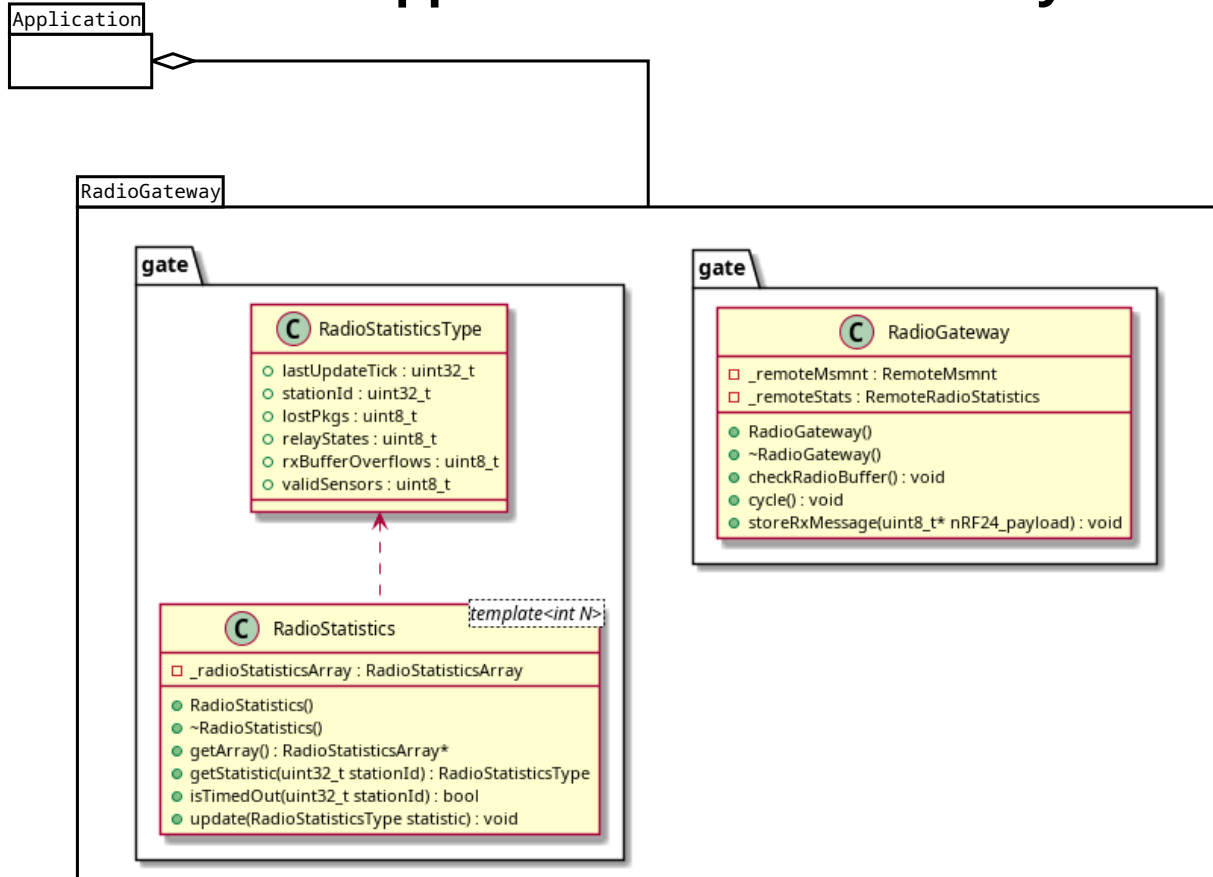 Application
RadioGateway
gate
RadioStatisticsType
lastUpdateTick : uint32_t
stationId : uint32_t
lostPkgs : uint8_t
relayStates : uint8_t
rxBufferOverflows : uint8_t
validSensors : uint8_t
template<int N>
RadioStatistics
_radioStatisticsArray : RadioStatisticsArray
RadioStatistics()
~RadioStatistics()
getArray() : RadioStatisticsArray*
getStatistic(uint32_t stationId) : RadioStatisticsType
isTimedOut(uint32_t stationId) : bool
update(RadioStatisticsType statistic) : void
gate
RadioGateway
_remoteMsmnt : RemoteMsmnt
_remoteStats : RemoteRadioStatistics
RadioGateway()
~RadioGateway()
checkRadioBuffer() : void
cycle() : void
storeRxMessage(uint8_t* nRF24_payload) : void